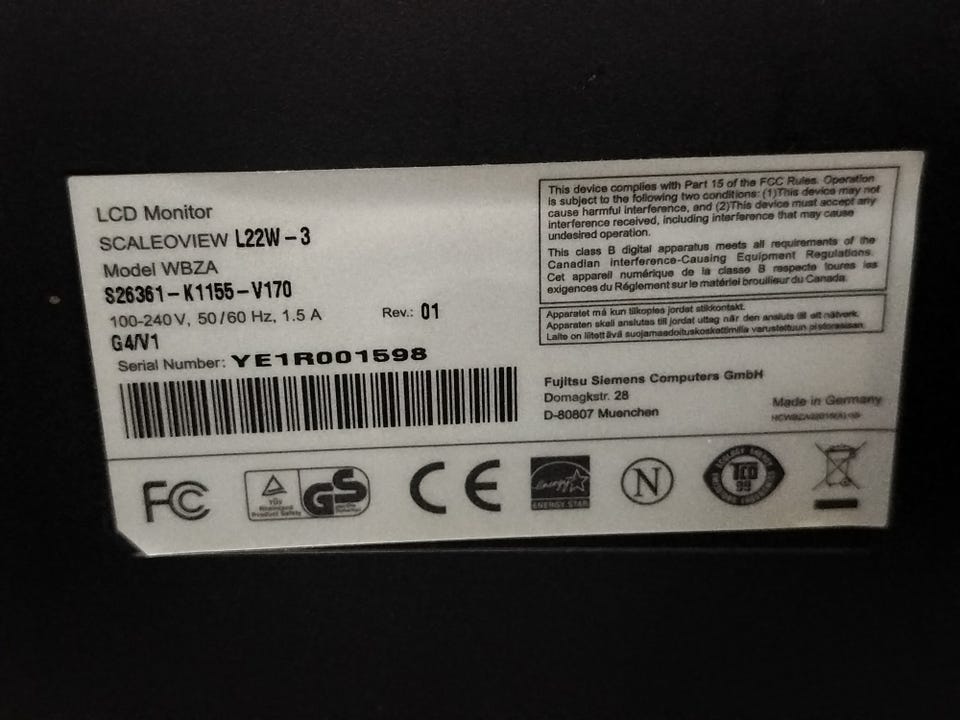 LCD Monitor
SCALEOVIEW L22W-3
Model WBZA
S26361-K1155-V170
100-240V, 50/60 Hz, 1.5 A Rev.: 01
G4/V1
Serial Number: YE1R001598
This device complies with Part 15 of the FCC Rules. Operation
is subject to the following two conditions: (1)This device may not
cause harmful interference, and (2)This device must accept any
interference received, including interference that may cause
undesired operation.
This class B digital apparatus meets all requirements of the
Canadian Interference-Causing Equipment Regulations.
Cet appareil numérique de la classe B respecte toures les
exigences du Réglement sur le matériel brouilleur du Canada.
Apparatet må kun tilkoples jordet stikkontakt.
Apparaten skall anslutas till jordat uttag när den ansluts till ett nätverk.
Laite on liitettävä suojamaadoituskoskettimilla varustettuun pistorasiaan.
Fujitsu Siemens Computers GmbH
Domagkstr. 28
D-80807 Muenchen
Made in Germany
FC
TÜV
Rheinland
Product Safety
GS
CE
energy
ENERGY STAR
N
TCO
99